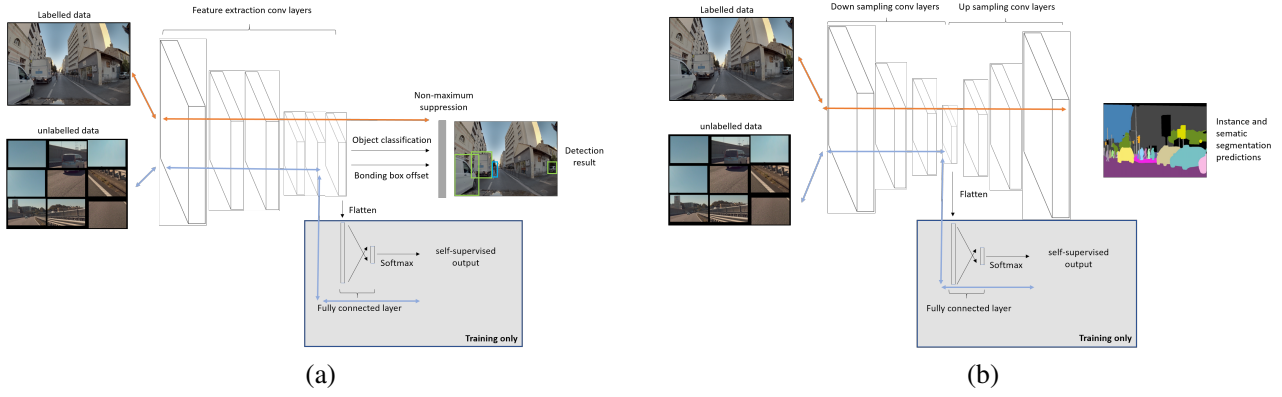 Labelled data
Feature extraction conv layers
unlabelled data
Non-maximum
suppression
Object classification
Bonding box offset
Detection
result
Flatten
Softmax
self-supervised
output
Fully connected layer
Training only
(a)
Labelled data
Down sampling conv layers
Up sampling conv layers
unlabelled data
Instance and
sematic
segmentation
predictions
Flatten
Softmax
self-supervised
output
Fully connected layer
Training only
(b)